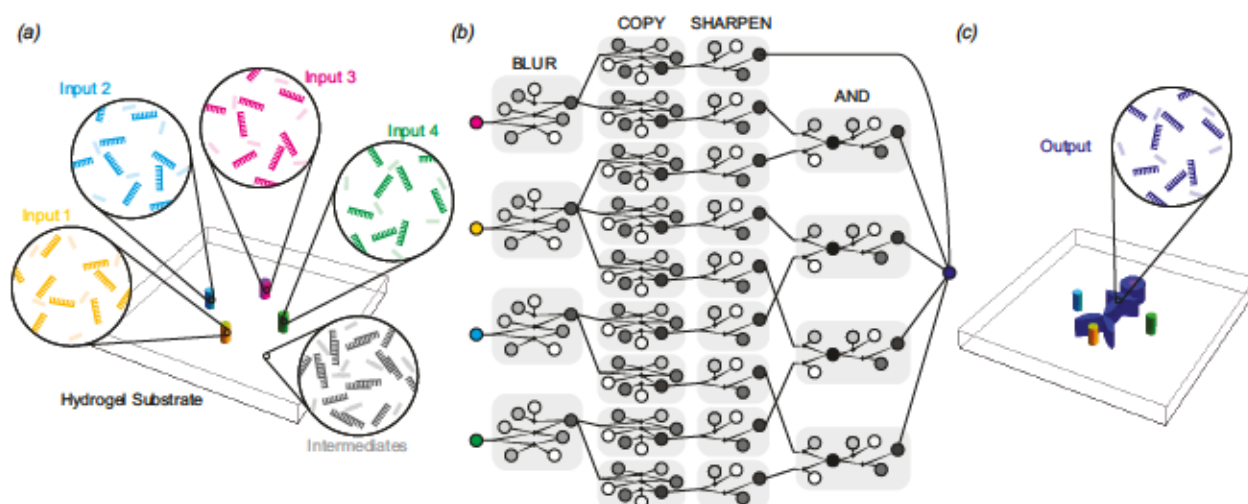 (a)
Input 1
Input 2
Input 3
Input 4
Hydrogel Substrate
Intermediates
(b)
BLUR
COPY
SHARPEN
AND
(c)
Output